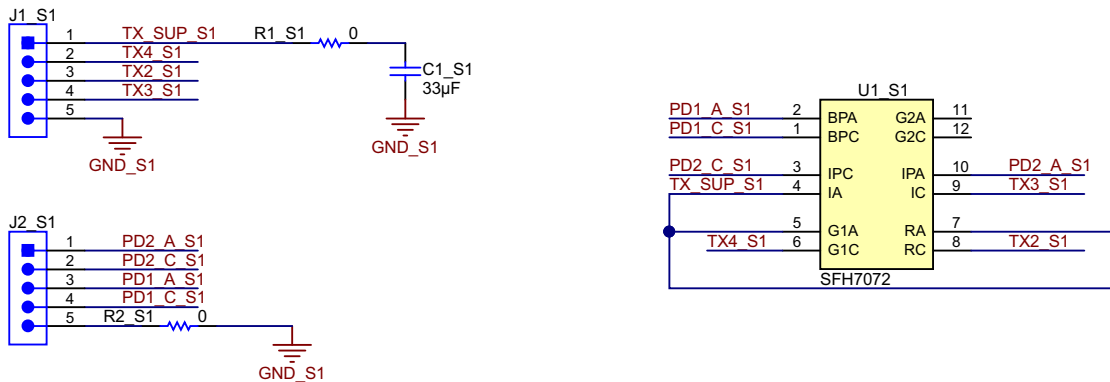 J1_S1
1 TX_SUP_S1 R1_S1 0
2 TX4_S1
3 TX2_S1
4 TX3_S1
5
GND_S1
C1_S1
33µF
GND_S1
J2_S1
1 PD2_A_S1
2 PD2_C_S1
3 PD1_A_S1
4 PD1_C_S1
5 R2_S1 0
GND_S1
U1_S1
PD1_A_S1 2 BPA G2A 11
PD1_C_S1 1 BPC G2C 12
PD2_C_S1 3 IPC IPA 10 PD2_A_S1
TX_SUP_S1 4 IA IC 9 TX3_S1
5 G1A RA 7
TX4_S1 6 G1C RC 8 TX2_S1
SFH7072